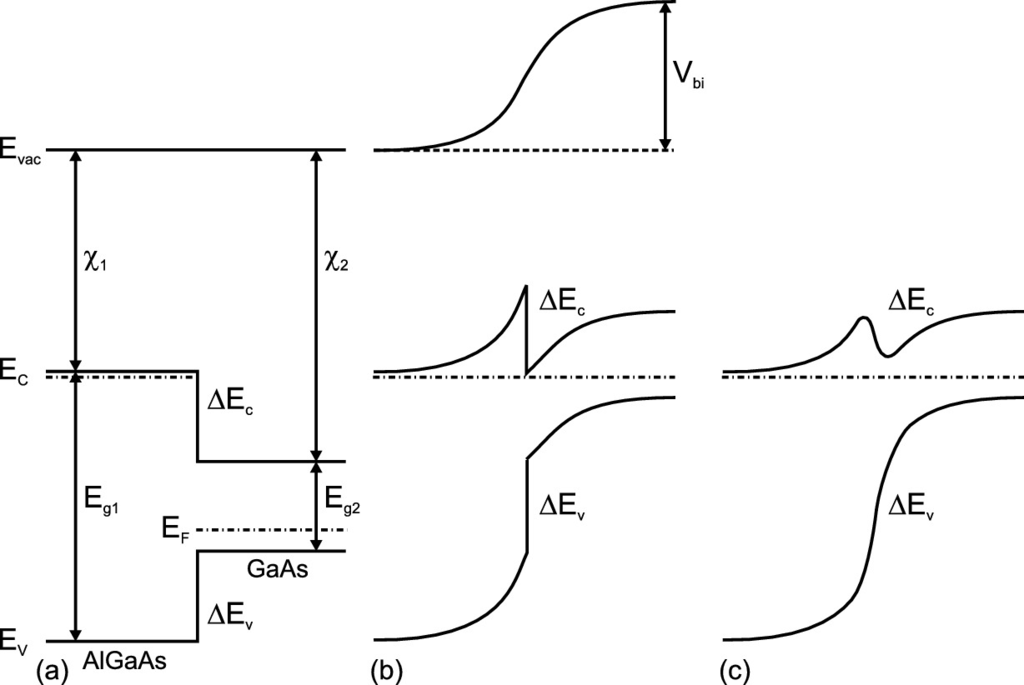 V_bi
E_vac
χ₁
χ₂
ΔE_c
ΔE_c
E_C
ΔE_c
E_g1
E_g2
ΔE_v
ΔE_v
E_F
GaAs
ΔE_v
E_V
AlGaAs
(a)
(b)
(c)